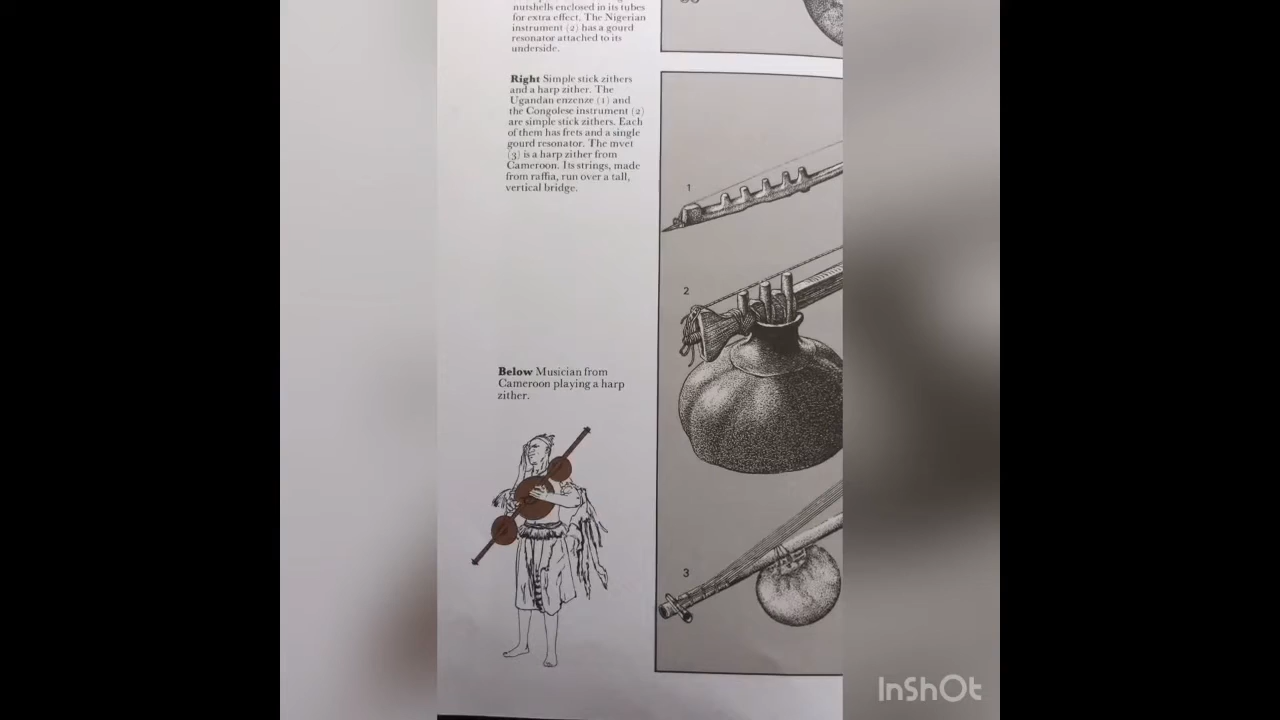 nutshells enclosed in its tubes
for extra effect. The Nigerian
instrument (2) has a gourd
resonator attached to its
underside.
Right Simple stick zithers
and a harp zither. The
Ugandan enzenze (1) and
the Congolese instrument (2)
are simple stick zithers. Each
of them has frets and a single
gourd resonator. The mvet
(3) is a harp zither from
Cameroon. Its strings, made
from raffia, run over a tall,
vertical bridge.
1
2
Below Musician from
Cameroon playing a harp
zither.
3
InShOt